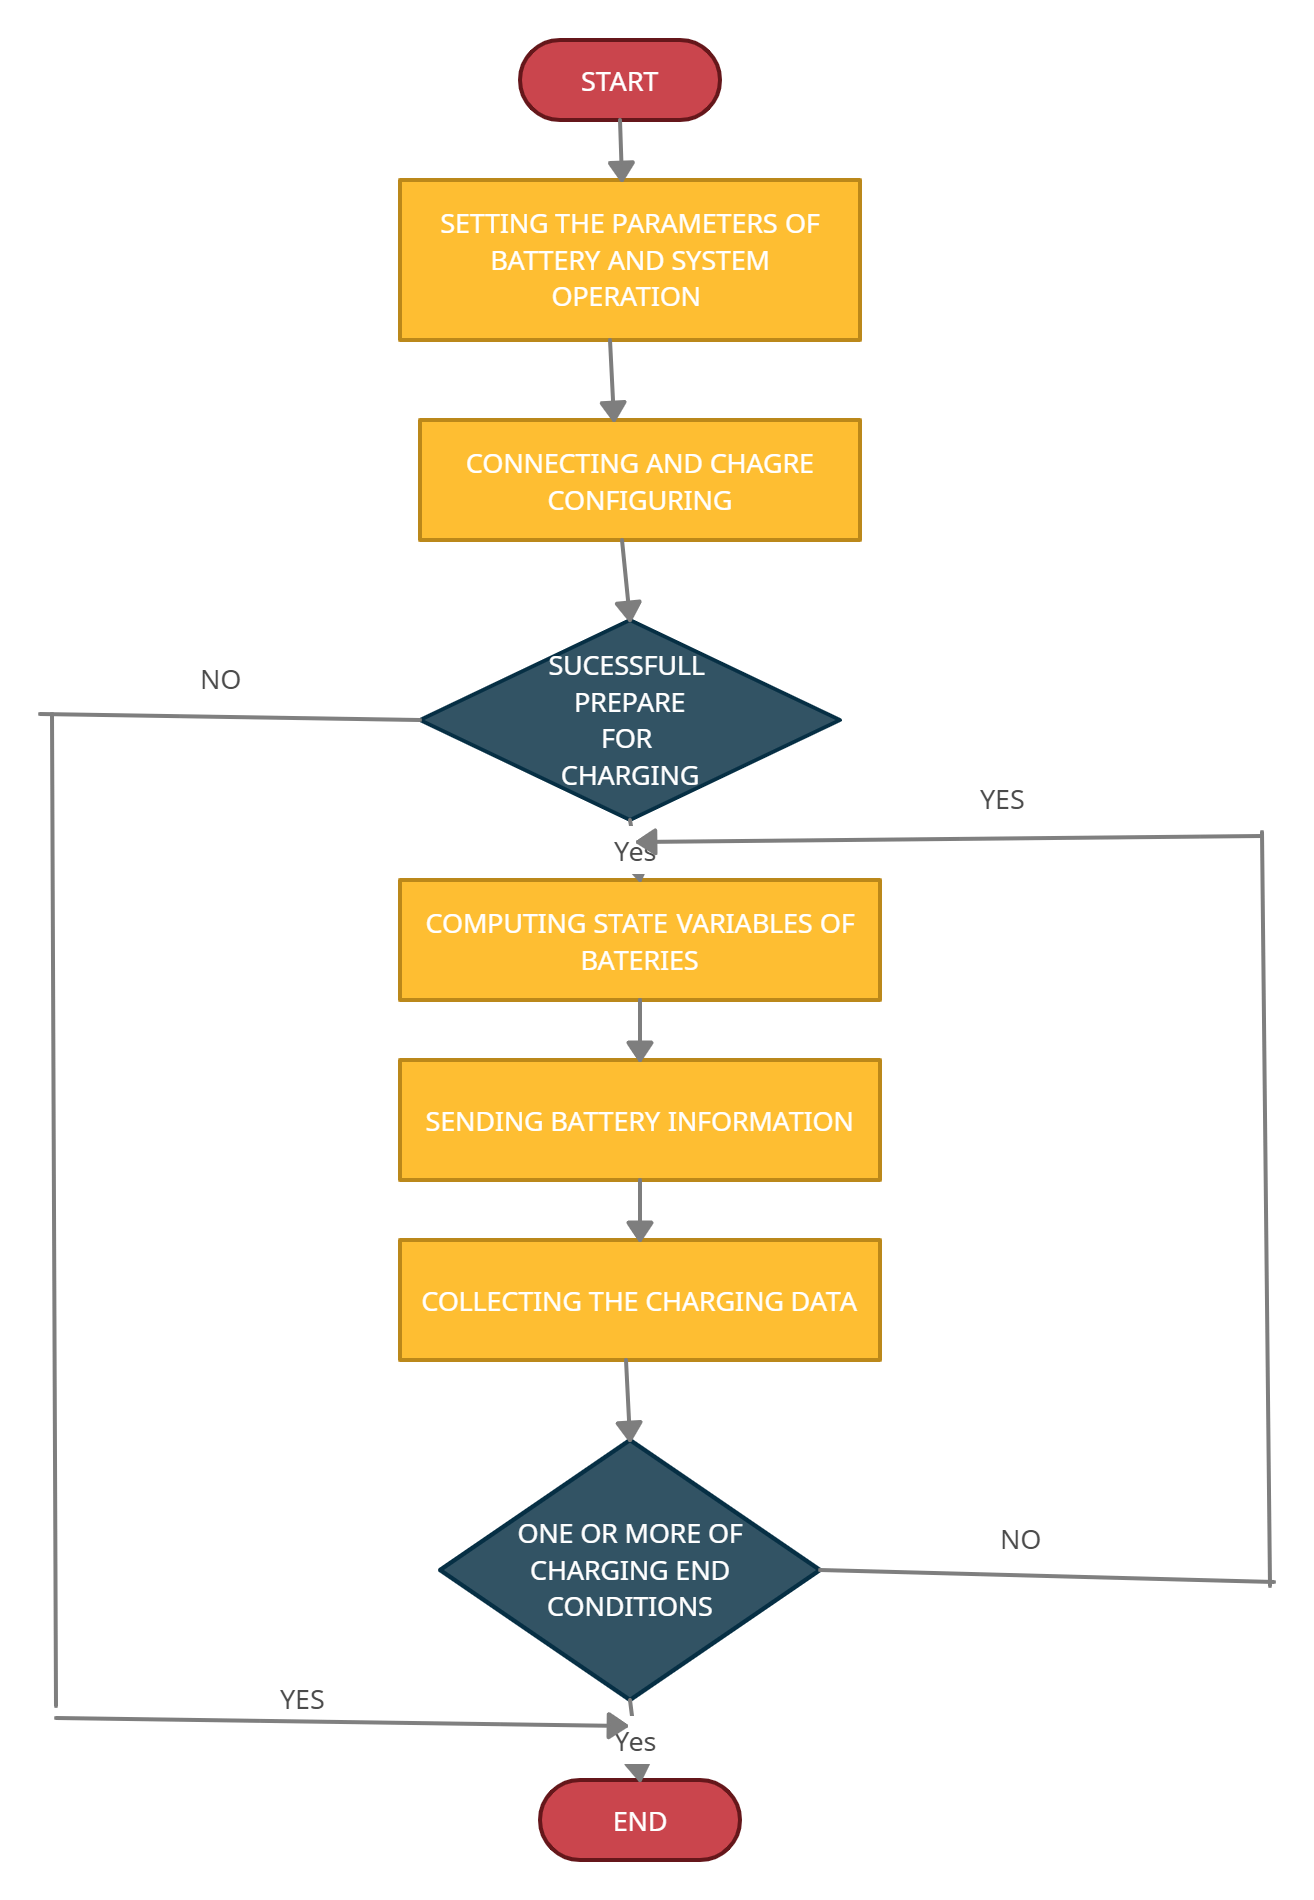 START
SETTING THE PARAMETERS OF
BATTERY AND SYSTEM
OPERATION
CONNECTING AND CHAGRE
CONFIGURING
SUCESSFULL
PREPARE
FOR
CHARGING
NO
YES
Yes
COMPUTING STATE VARIABLES OF
BATERIES
SENDING BATTERY INFORMATION
COLLECTING THE CHARGING DATA
ONE OR MORE OF
CHARGING END
CONDITIONS
NO
YES
Yes
END